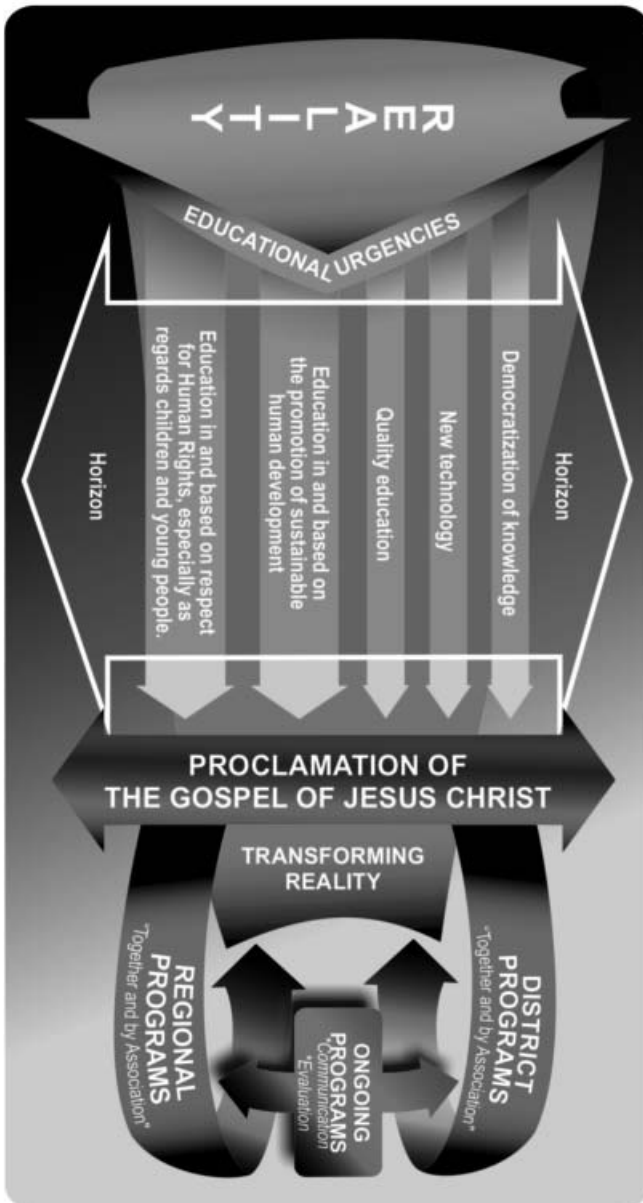 REALITY
EDUCATIONAL URGENCIES
Horizon
Education in and based on respect
for Human Rights, especially as
regards children and young people.
Education in and based on
the promotion of sustainable
human development
Quality education
New technology
Democratization of knowledge
Horizon
PROCLAMATION OF
THE GOSPEL OF JESUS CHRIST
TRANSFORMING
REALITY
REGIONAL
PROGRAMS
"Together and by Association"
ONGOING
PROGRAMS
*Communication
*Evaluation
DISTRICT
PROGRAMS
"Together and by Association"